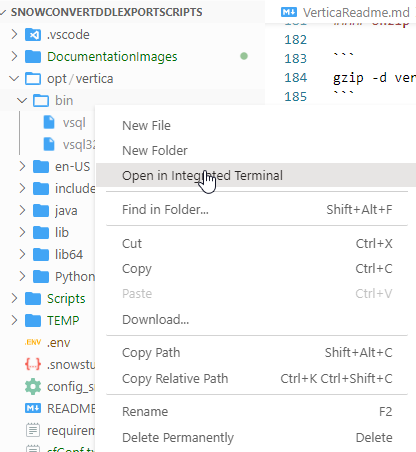 SNOWCONVERTDDLEXPORTSCRIPTS
.vscode
DocumentationImages
opt / vertica
bin
vsql
vsql32
en-US
include
java
lib
lib64
Python
Scripts
TEMP
.ENV .env
.snowstu
config_s
README
requirem
sfConf.t
New File
New Folder
Open in Integrated Terminal
Find in Folder... Shift+Alt+F
Cut Ctrl+X
Copy Ctrl+C
Paste Ctrl+V
Download...
Copy Path Shift+Alt+C
Copy Relative Path Ctrl+K Ctrl+Shift+C
Rename F2
Delete Permanently Delete
VerticaReadme.md
182
183 ```
184 gzip -d ver
185 ```